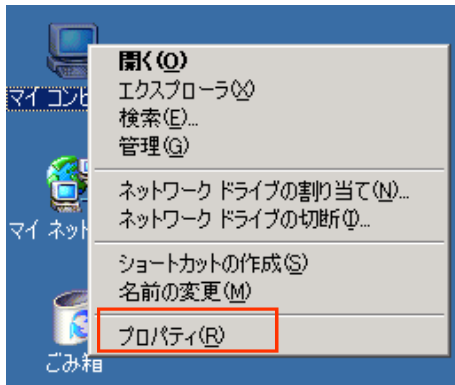 開く(O)
マイ コンピ
エクスプローラ(X)
検索(E)...
管理(G)
ネットワーク ドライブの割り当て(N)...
マイ ネット
ネットワーク ドライブの切断(I)...
ショートカットの作成(S)
名前の変更(M)
プロパティ(R)
ごみ箱